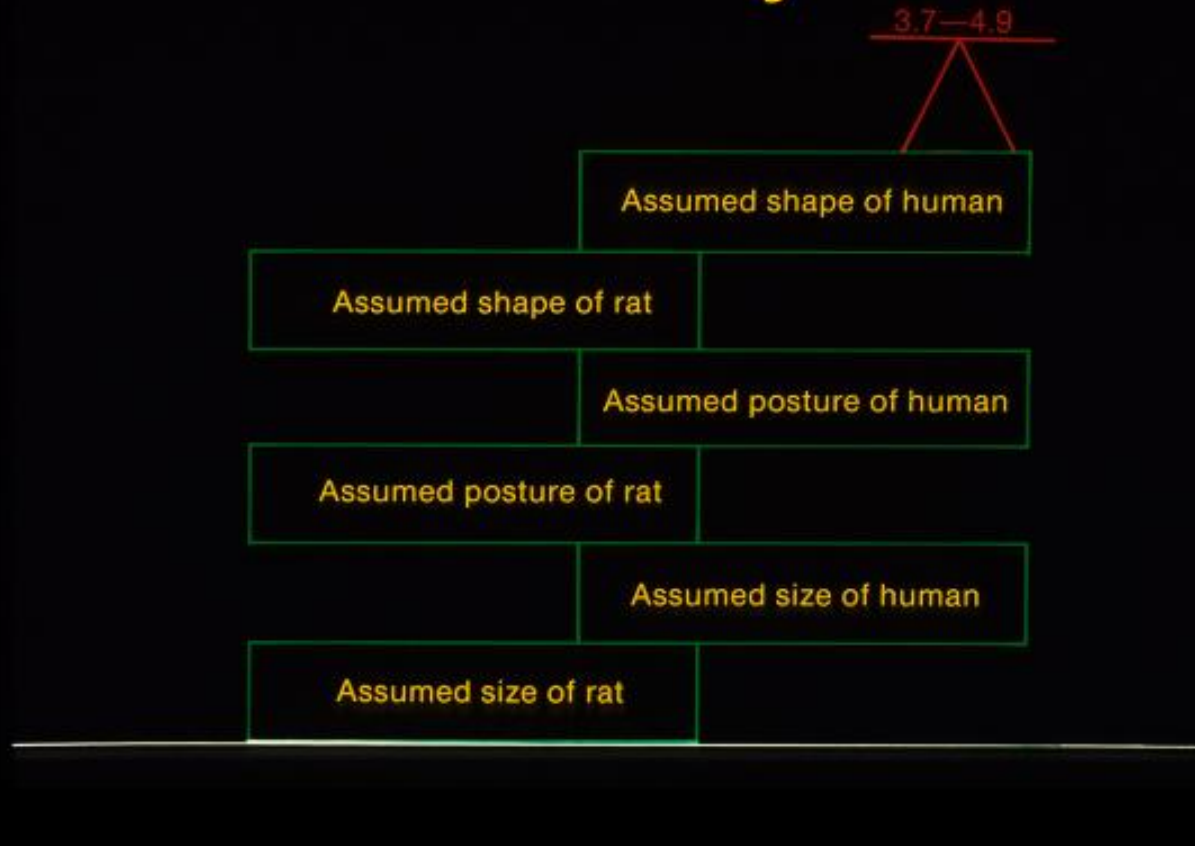 3.7—4.9
Assumed shape of human
Assumed shape of rat
Assumed posture of human
Assumed posture of rat
Assumed size of human
Assumed size of rat